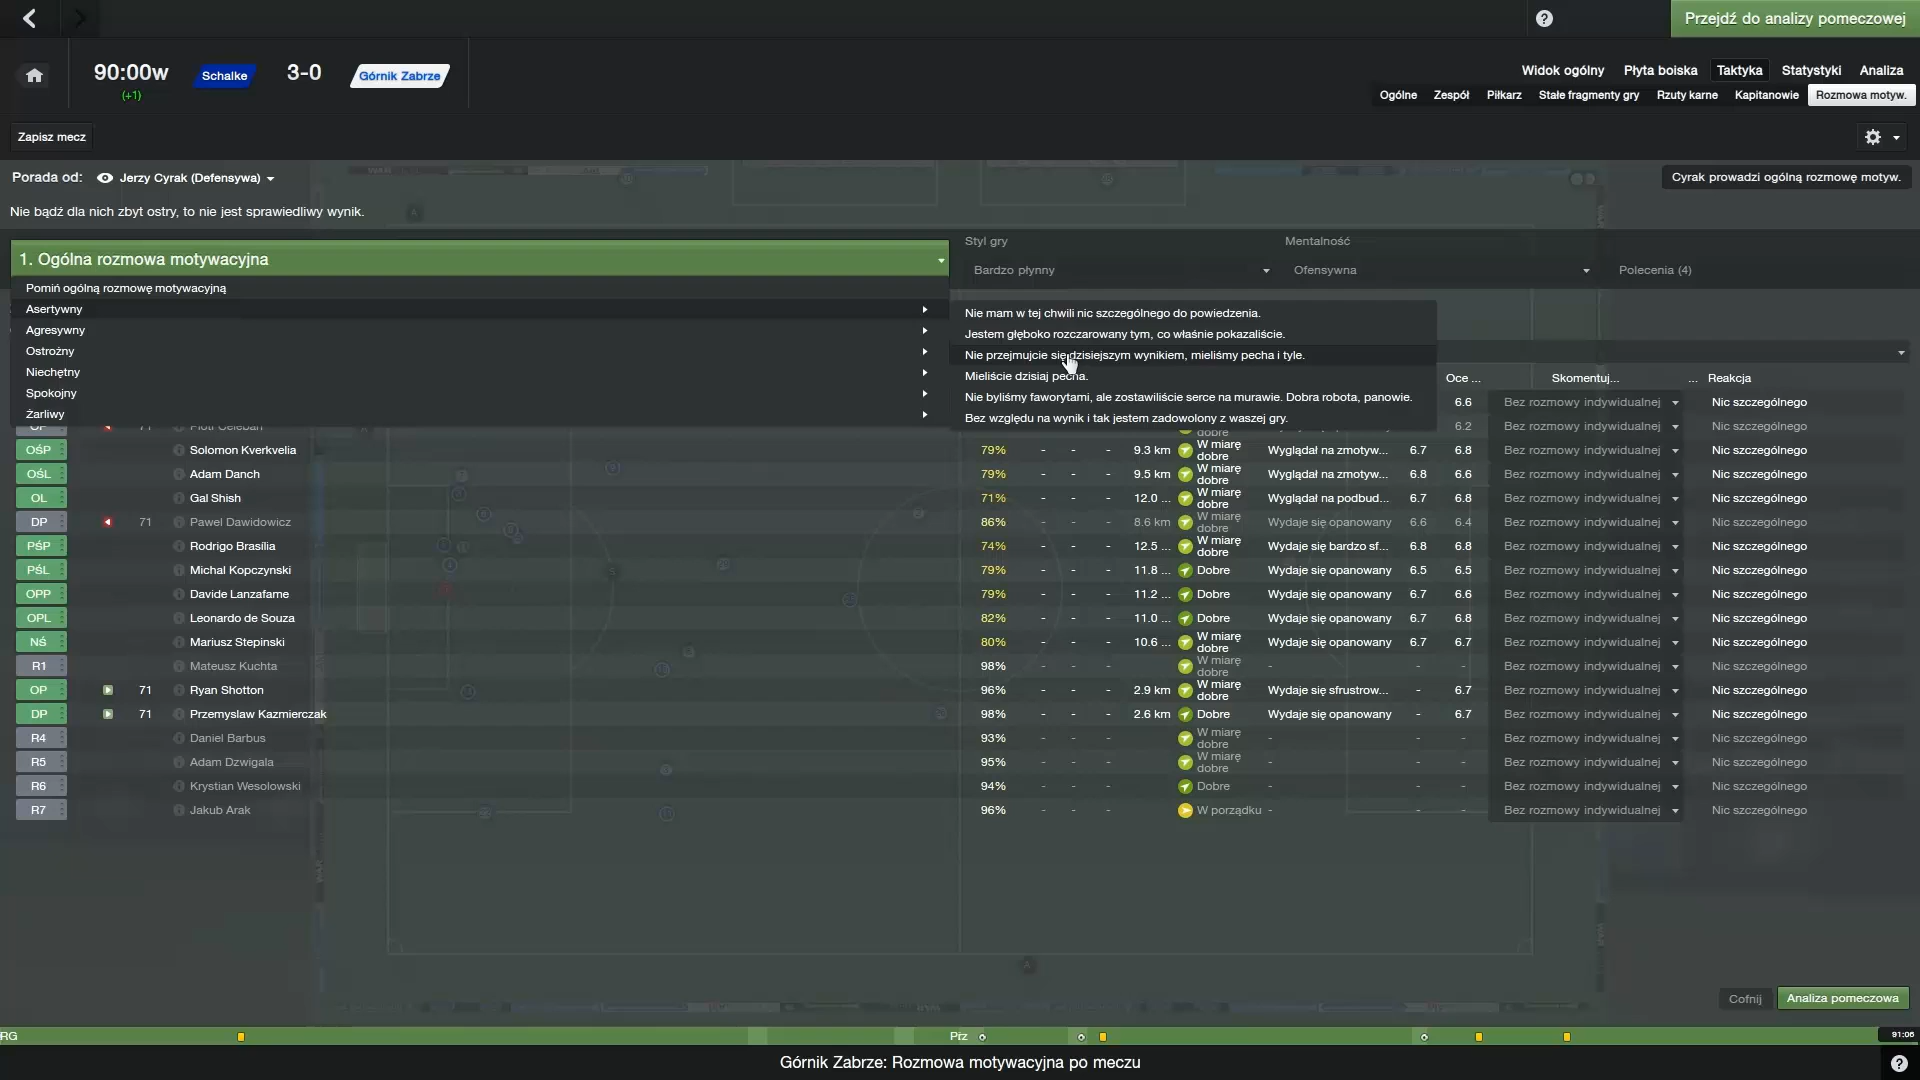 Przejdź do analizy pomeczowej
90:00w
(+1)
Schalke
3-0
Górnik Zabrze
Widok ogólny Płyta boiska Taktyka Statystyki Analiza
Ogólne Zespół Piłkarz Stałe fragmenty gry Rzuty karne Kapitanowie Rozmowa motyw.
Zapisz mecz
Porada od: Jerzy Cyrak (Defensywa)
Cyrak prowadzi ogólną rozmowę motyw.
Nie bądź dla nich zbyt ostry, to nie jest sprawiedliwy wynik.
1. Ogólna rozmowa motywacyjna
Styl gry Mentalność
Bardzo płynny Ofensywna Polecenia (4)
Pomiń ogólną rozmowę motywacyjną
Asertywny
Agresywny
Ostrożny
Niechętny
Spokojny
Żarliwy
Nie mam w tej chwili nic szczególnego do powiedzenia.
Jestem głęboko rozczarowany tym, co właśnie pokazaliście.
Nie przejmujcie się dzisiejszym wynikiem, mieliśmy pecha i tyle.
Mieliście dzisiaj pecha.
Nie byliśmy faworytami, ale zostawiliście serce na murawie. Dobra robota, panowie.
Bez względu na wynik i tak jestem zadowolony z waszej gry.
Oce ... Skomentuj... ... Reakcja
6.6 Bez rozmowy indywidualnej Nic szczególnego
dobre 6.2 Bez rozmowy indywidualnej Nic szczególnego
OŚP Solomon Kverkvelia 79% - - - 9.3 km W miarę dobre Wyglądał na zmotyw... 6.7 6.8 Bez rozmowy indywidualnej Nic szczególnego
OŚL Adam Danch 79% - - - 9.5 km W miarę dobre Wyglądał na zmotyw... 6.8 6.6 Bez rozmowy indywidualnej Nic szczególnego
OL Gal Shish 71% - - - 12.0 ... W miarę dobre Wyglądał na podbud... 6.7 6.8 Bez rozmowy indywidualnej Nic szczególnego
DP 71 Pawel Dawidowicz 86% - - - 8.6 km W miarę dobre Wydaje się opanowany 6.6 6.4 Bez rozmowy indywidualnej Nic szczególnego
PŚP Rodrigo Brasília 74% - - - 12.5 ... W miarę dobre Wydaje się bardzo sf... 6.8 6.8 Bez rozmowy indywidualnej Nic szczególnego
PŚL Michal Kopczynski 79% - - - 11.8 ... Dobre Wydaje się opanowany 6.5 6.5 Bez rozmowy indywidualnej Nic szczególnego
OPP Davide Lanzafame 79% - - - 11.2 ... Dobre Wydaje się opanowany 6.7 6.6 Bez rozmowy indywidualnej Nic szczególnego
OPL Leonardo de Souza 82% - - - 11.0 ... Dobre Wydaje się opanowany 6.7 6.8 Bez rozmowy indywidualnej Nic szczególnego
NŚ Mariusz Stepinski 80% - - - 10.6 ... W miarę dobre Wydaje się opanowany 6.7 6.7 Bez rozmowy indywidualnej Nic szczególnego
R1 Mateusz Kuchta 98% - - - W miarę dobre - - - Bez rozmowy indywidualnej Nic szczególnego
OP 71 Ryan Shotton 96% - - - 2.9 km W miarę dobre Wydaje się sfrustrow... - 6.7 Bez rozmowy indywidualnej Nic szczególnego
DP 71 Przemyslaw Kazmierczak 98% - - - 2.6 km Dobre Wydaje się opanowany - 6.7 Bez rozmowy indywidualnej Nic szczególnego
R4 Daniel Barbus 93% - - - W miarę dobre - - - Bez rozmowy indywidualnej Nic szczególnego
R5 Adam Dzwigala 95% - - - W miarę dobre - - - Bez rozmowy indywidualnej Nic szczególnego
R6 Krystian Wesolowski 94% - - - Dobre - - - Bez rozmowy indywidualnej Nic szczególnego
R7 Jakub Arak 96% - - - W porządku - - - Bez rozmowy indywidualnej Nic szczególnego
Cofnij Analiza pomeczowa
RG Prz 91:06
Górnik Zabrze: Rozmowa motywacyjna po meczu